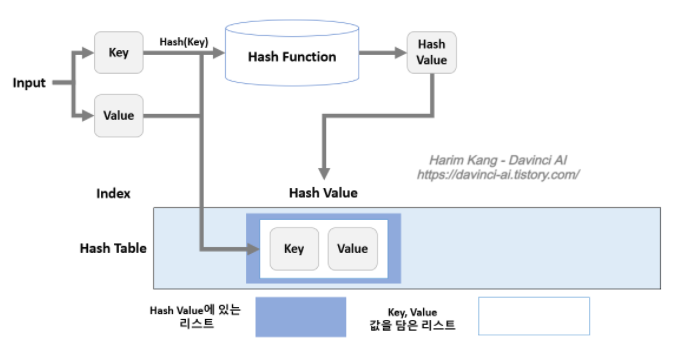 Hash(Key)
Key
Hash Function
Hash
Value
Input
Value
Harim Kang - Davinci AI
https://davinci-ai.tistory.com/
Index
Hash Value
Hash Table
Key
Value
Hash Value에 있는
리스트
Key, Value
값을 담은 리스트